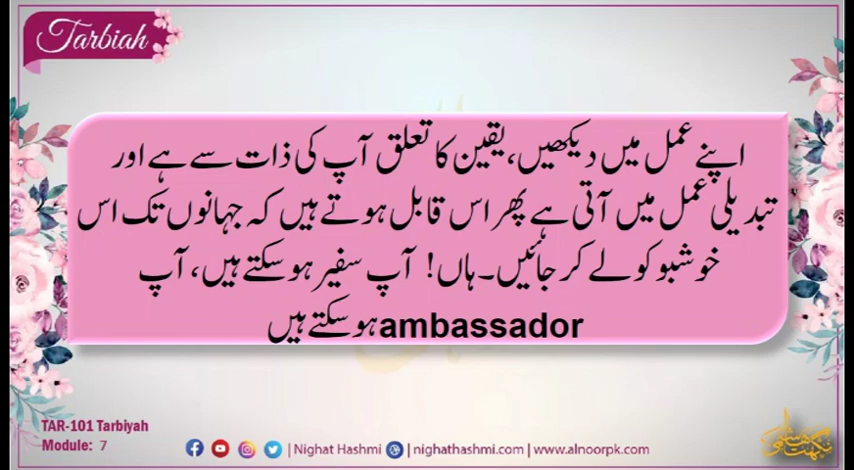 Tarbiah
اپنے عمل میں دیکھیں، یقین کا تعلق آپ کی ذات سے ہے اور
تبدیلی عمل میں آتی ہے پھر اس قابل ہوتے ہیں کہ جہانوں تک اس
خوشبو کو لے کر جائیں۔ ہاں! آپ سفیر ہو سکتے ہیں، آپ
ambassador ہو سکتے ہیں
TAR-101 Tarbiyah
Module: 7
| Nighat Hashmi | nighathashmi.com | www.alnoorpk.com
نگہت ہاشمی